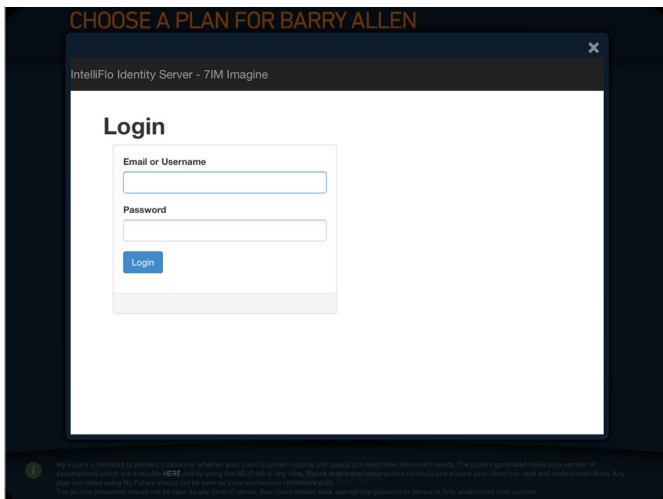 CHOOSE A PLAN FOR BARRY ALLEN
×
IntelliFlo Identity Server - 7IM Imagine
Login
Email or Username
Password
Login
My Future is intended to present a picture of whether your client's current income and assets can meet their retirement needs. The picture generated relies on a number of
assumptions which are available HERE and by using the HELP tab at any time. Please read these assumptions carefully and ensure your client has read and understands them. Any
plan you make using My Future should not be seen as a comprehensive retirement plan.
The picture presented should not be seen as any form of advice. Your client should seek appropriate guidance or advice to fully understand their options.